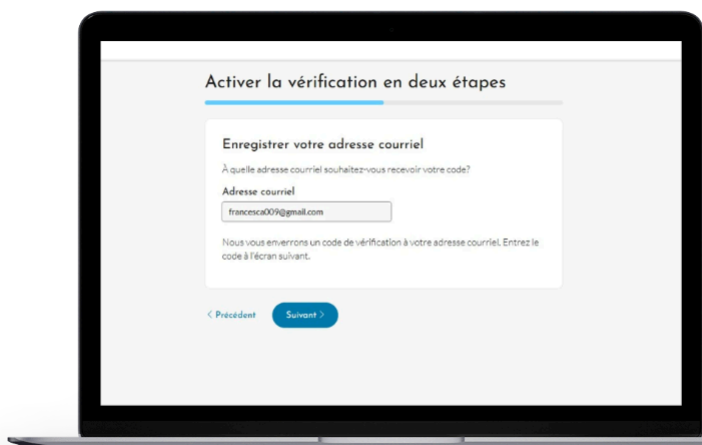 Activer la vérification en deux étapes
Enregistrer votre adresse courriel
À quelle adresse courriel souhaitez-vous recevoir votre code?
Adresse courriel
francesca009@gmail.com
Nous vous enverrons un code de vérification à votre adresse courriel. Entrez le
code à l'écran suivant.
< Précédent Suivant >